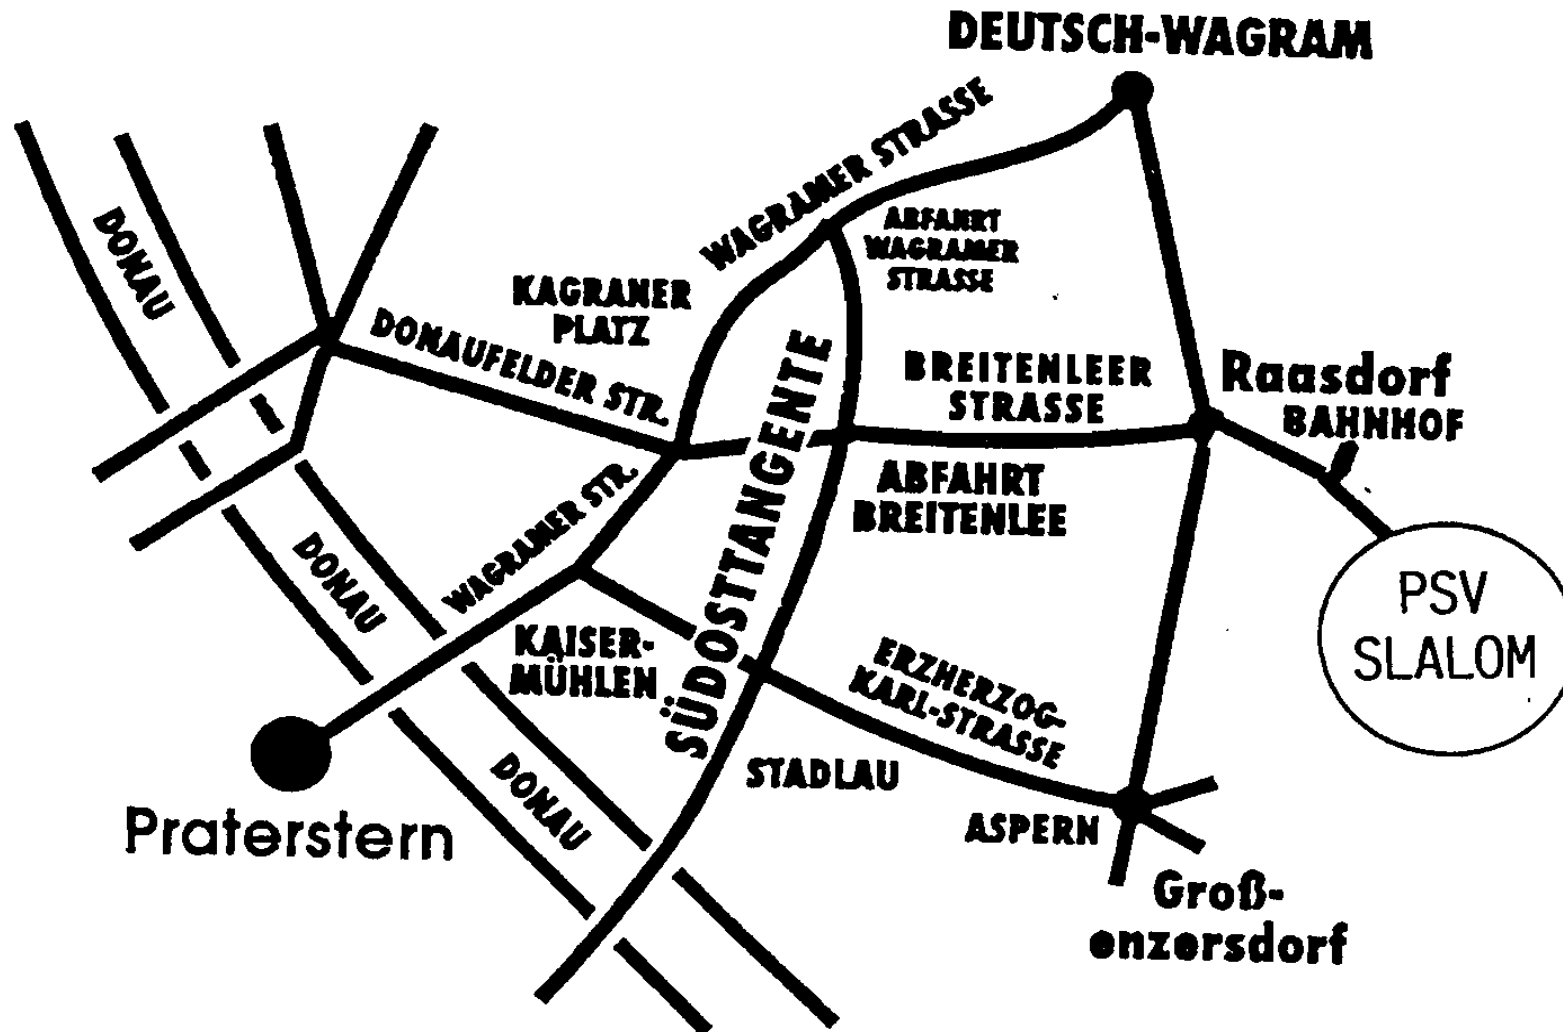 DEUTSCH-WAGRAM
WAGRAMER STRASSE
DONAU
ABFAHRT
WAGRAMER
STRASSE
KAGRANER
PLATZ
DONAUFELDER STR.
BREITENLEER
STRASSE
Raasdorf
BAHNHOF
SÜDOSTTANGENTE
ABFAHRT
BREITENLEE
WAGRAMER STR.
DONAU
PSV
SLALOM
KAISER-
MÜHLEN
ERZHERZOG-
KARL-STRASSE
STADLAU
DONAU
Praterstern
ASPERN
Groß-
enzersdorf